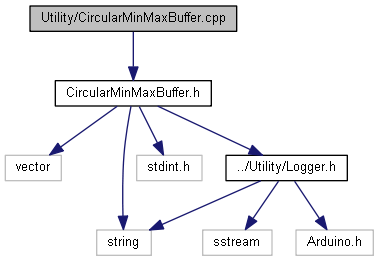 Utility/CircularMinMaxBuffer.cpp
CircularMinMaxBuffer.h
vector
stdint.h
../Utility/Logger.h
string
sstream
Arduino.h